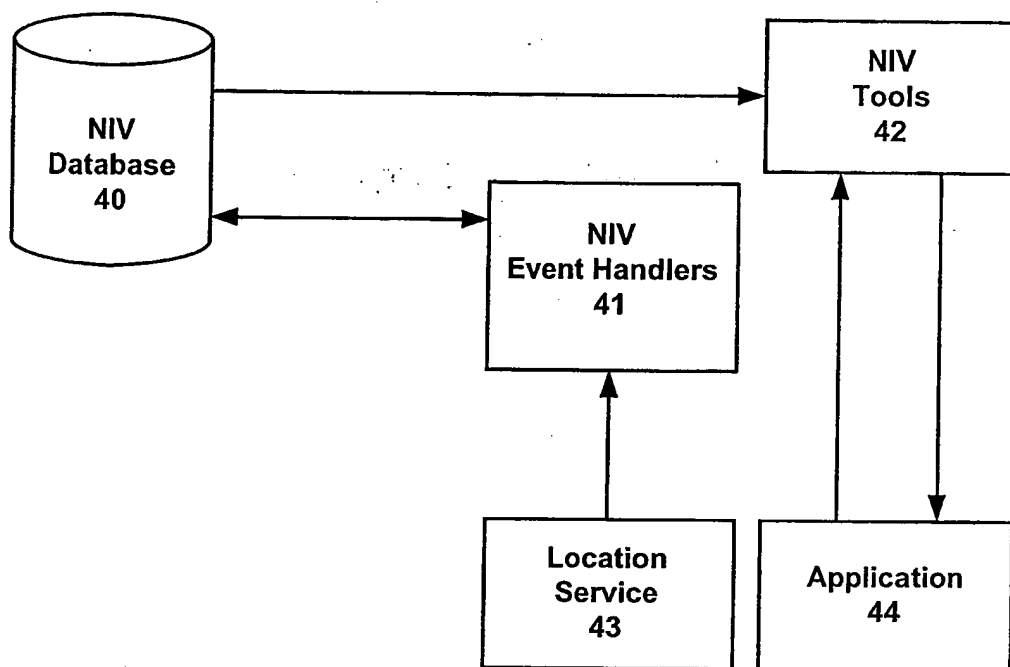 NIV
Database
40
NIV
Tools
42
NIV
Event Handlers
41
Location
Service
43
Application
44